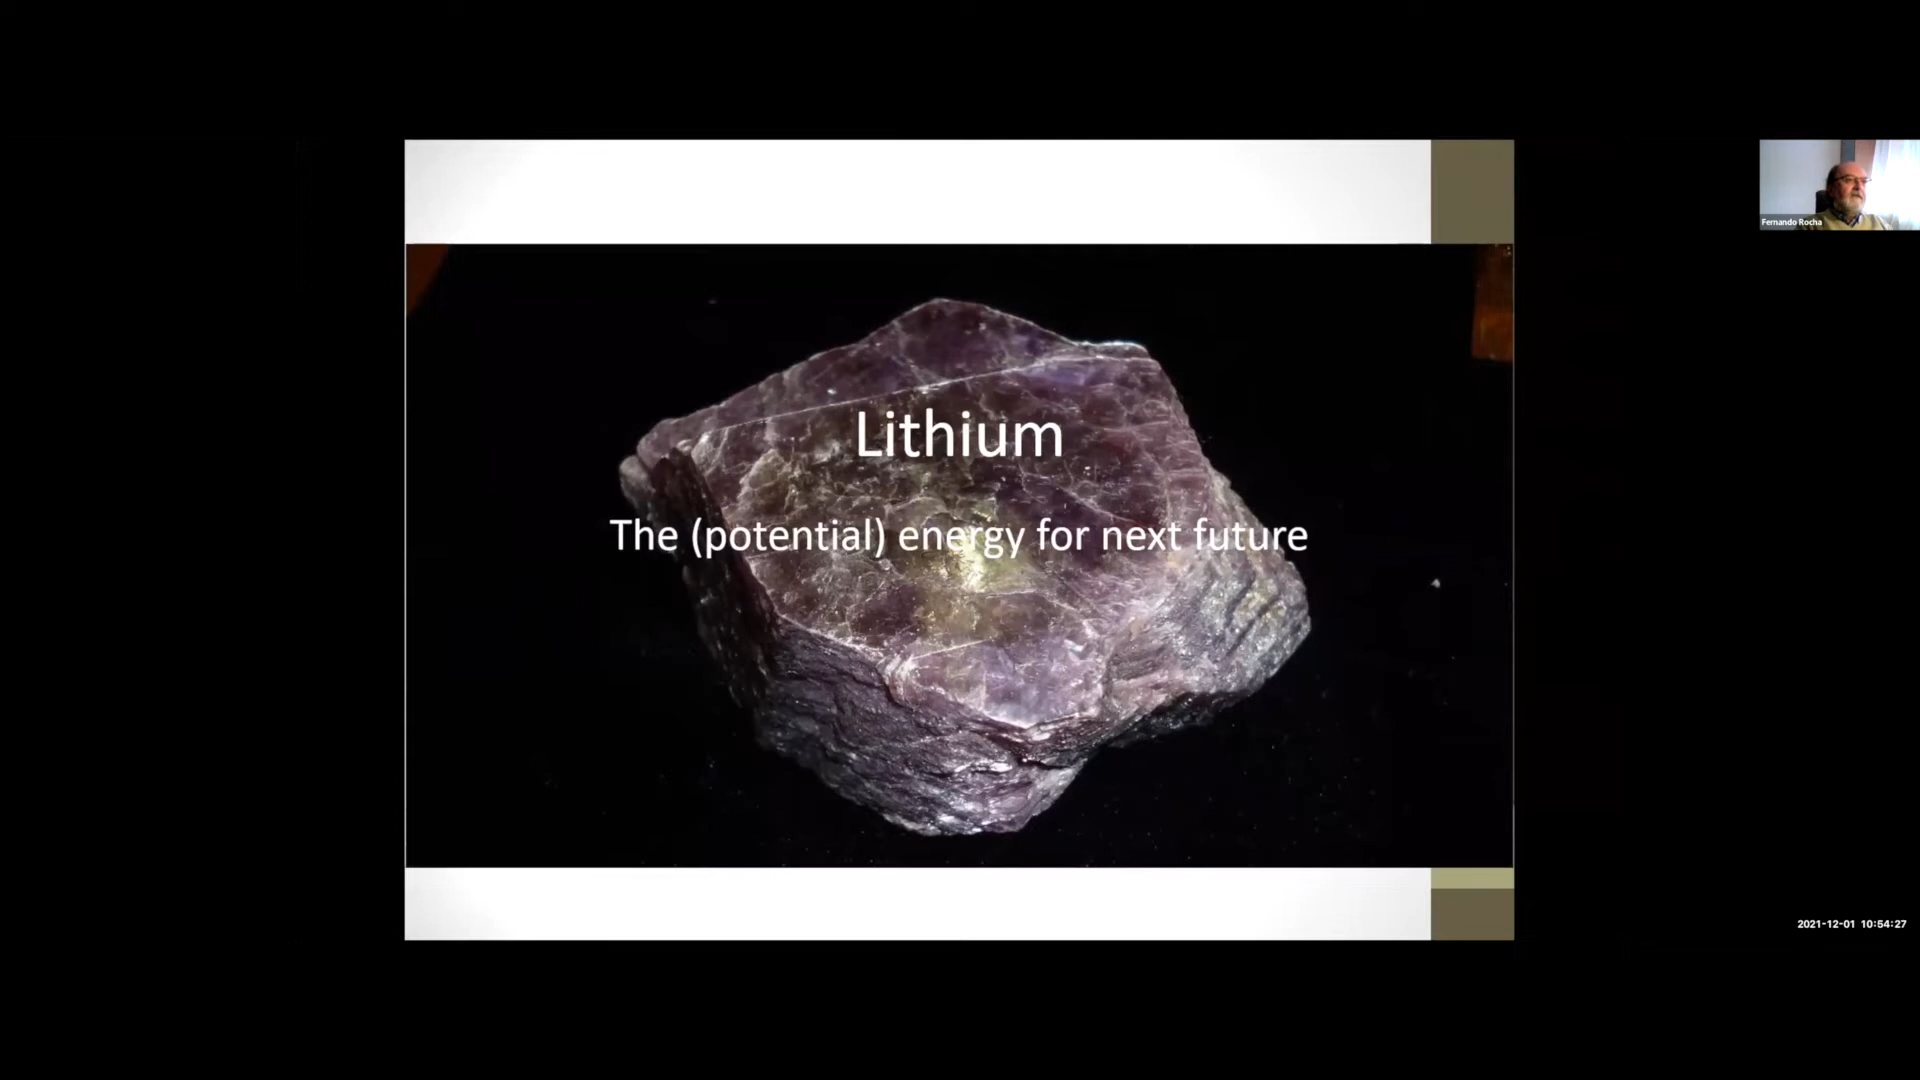 Lithium
The (potential) energy for next future
Fernando Rocha
2021-12-01 10:54:27